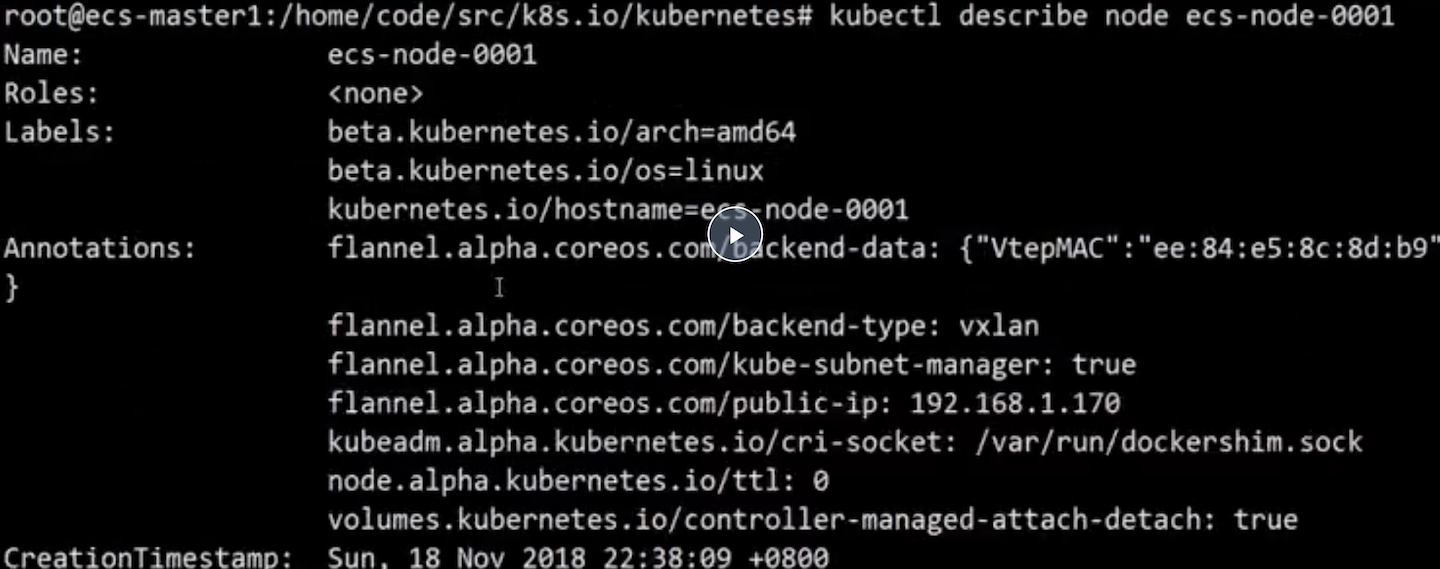 root@ecs-master1:/home/code/src/k8s.io/kubernetes# kubectl describe node ecs-node-0001
Name:               ecs-node-0001
Roles:              <none>
Labels:             beta.kubernetes.io/arch=amd64
                    beta.kubernetes.io/os=linux
                    kubernetes.io/hostname=ecs-node-0001
Annotations:        flannel.alpha.coreos.com/backend-data: {"VtepMAC":"ee:84:e5:8c:8d:b9"
}
                    flannel.alpha.coreos.com/backend-type: vxlan
                    flannel.alpha.coreos.com/kube-subnet-manager: true
                    flannel.alpha.coreos.com/public-ip: 192.168.1.170
                    kubeadm.alpha.kubernetes.io/cri-socket: /var/run/dockershim.sock
                    node.alpha.kubernetes.io/ttl: 0
                    volumes.kubernetes.io/controller-managed-attach-detach: true
CreationTimestamp:  Sun, 18 Nov 2018 22:38:09 +0800